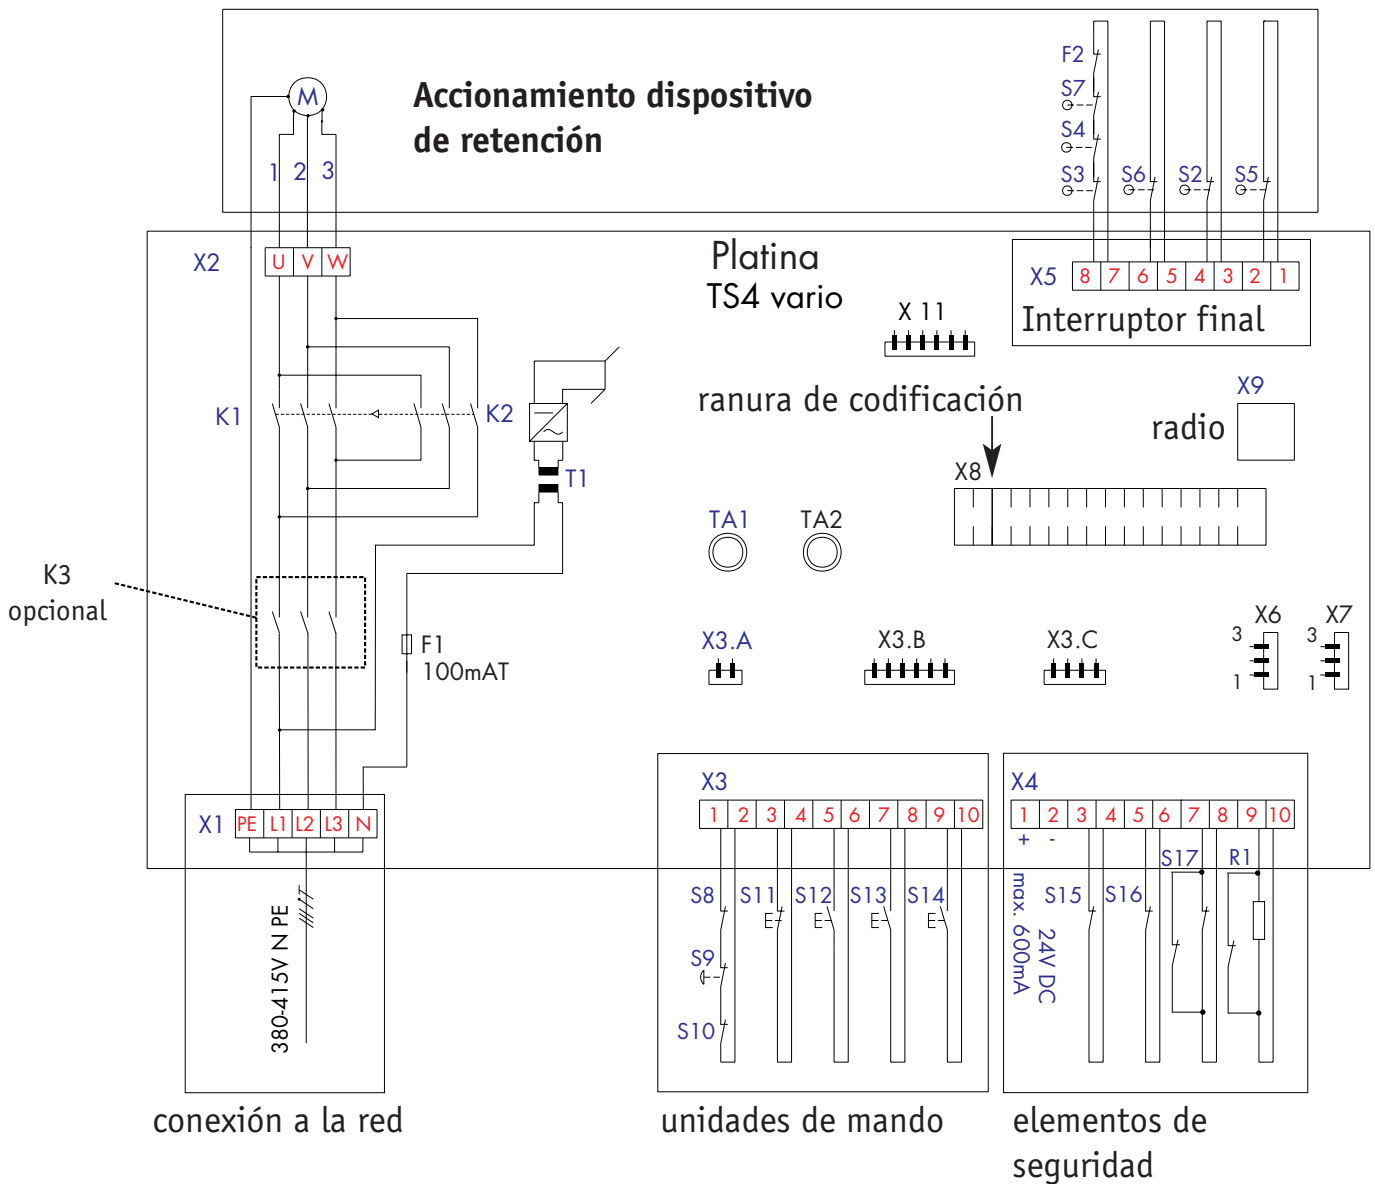 M
Accionamiento dispositivo
de retención
1 2 3
F2
S7
S4
S3 S6 S2 S5
X2 U V W
Platina
TS4 vario
X 11
X5 8 7 6 5 4 3 2 1
Interruptor final
K1 K2
T1
ranura de codificación
X9
radio
X8
TA1 TA2
K3
opcional
F1
100mAT
X3.A X3.B X3.C
X6 X7
3 3
1 1
X1 PE L1 L2 L3 N
380-415V N PE
X3
1 2 3 4 5 6 7 8 9 10
S8 S11 S12 S13 S14
E E E E
S9
S10
X4
1 2 3 4 5 6 7 8 9 10
+ -
24V DC
max. 600mA
S15 S16 S17 R1
conexión a la red
unidades de mando
elementos de
seguridad